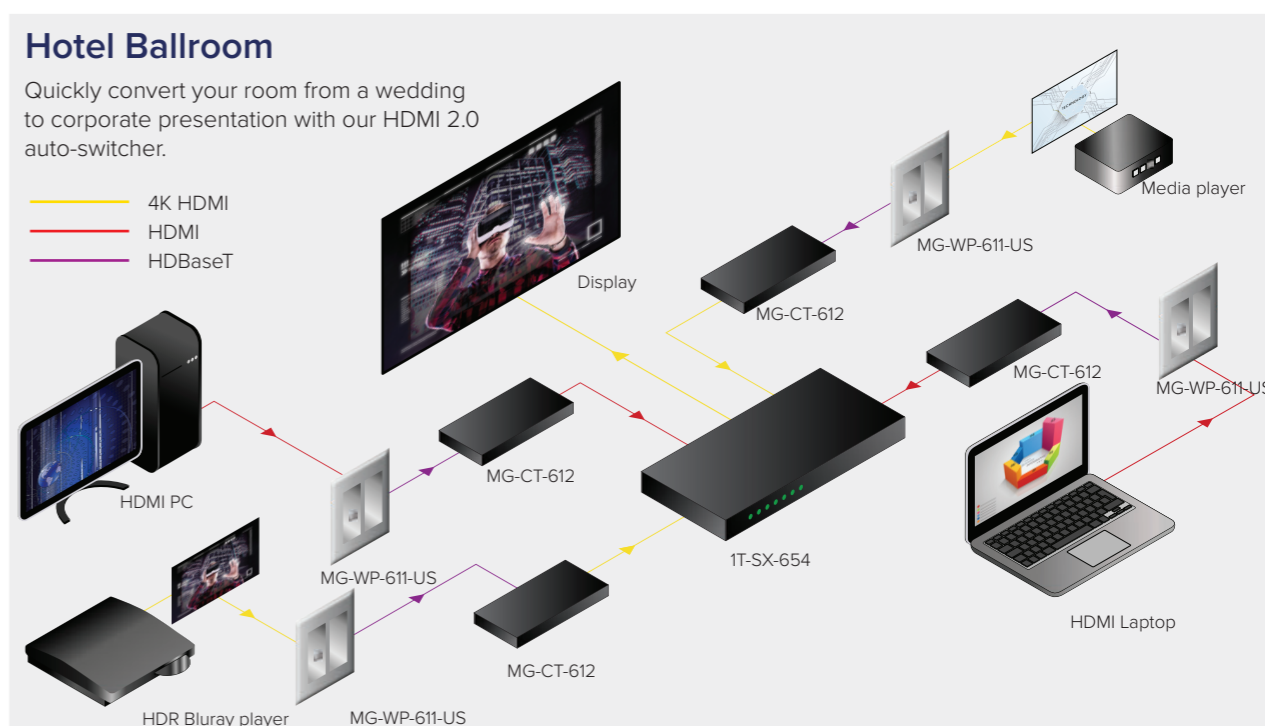 Hotel Ballroom
Quickly convert your room from a wedding
to corporate presentation with our HDMI 2.0
auto-switcher.
4K HDMI
HDMI
HDBaseT
TECHNOLOGY
Media player
MG-WP-611-US
Display
MG-CT-612
MG-CT-612
MG-WP-611-US
MG-CT-612
HDMI PC
1T-SX-654
MG-WP-611-US
HDMI Laptop
MG-CT-612
HDR Bluray player
MG-WP-611-US